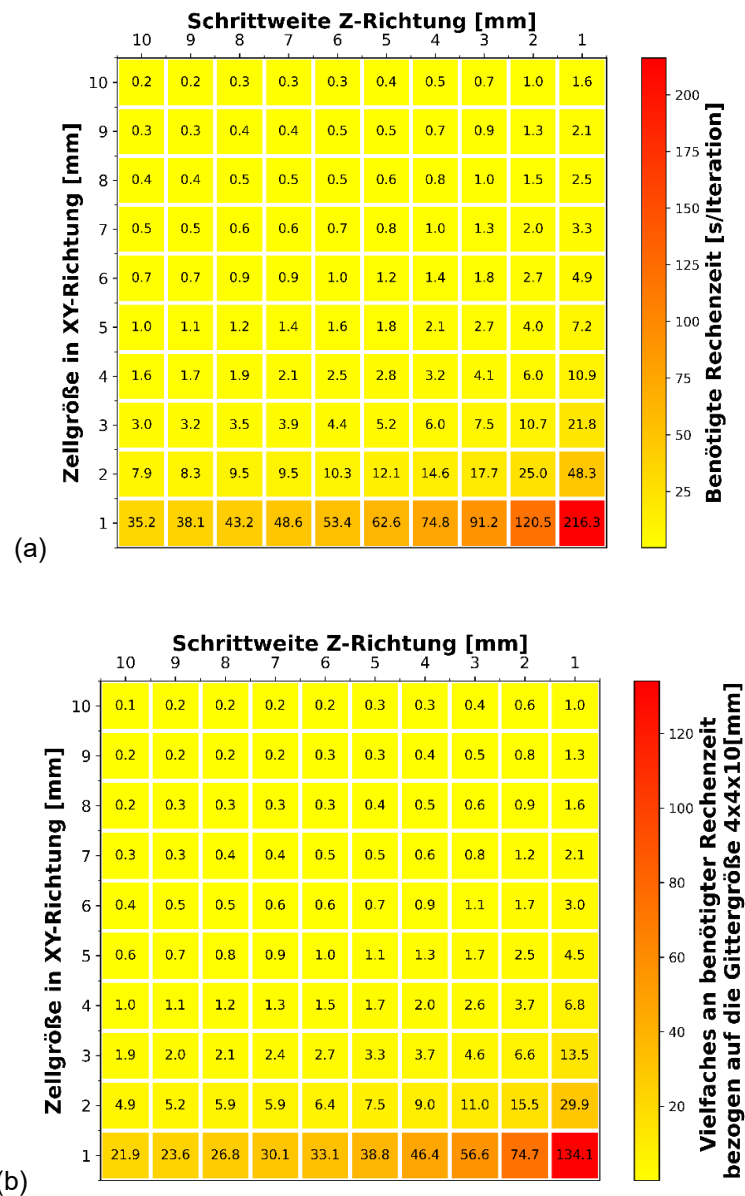 Schrittweite Z-Richtung [mm]
10 9 8 7 6 5 4 3 2 1
10 0.2 0.2 0.3 0.3 0.3 0.4 0.5 0.7 1.0 1.6
9 0.3 0.3 0.4 0.4 0.5 0.5 0.7 0.9 1.3 2.1
8 0.4 0.4 0.5 0.5 0.5 0.6 0.8 1.0 1.5 2.5
7 0.5 0.5 0.6 0.6 0.7 0.8 1.0 1.3 2.0 3.3
6 0.7 0.7 0.9 0.9 1.0 1.2 1.4 1.8 2.7 4.9
5 1.0 1.1 1.2 1.4 1.6 1.8 2.1 2.7 4.0 7.2
4 1.6 1.7 1.9 2.1 2.5 2.8 3.2 4.1 6.0 10.9
3 3.0 3.2 3.5 3.9 4.4 5.2 6.0 7.5 10.7 21.8
2 7.9 8.3 9.5 9.5 10.3 12.1 14.6 17.7 25.0 48.3
1 35.2 38.1 43.2 48.6 53.4 62.6 74.8 91.2 120.5 216.3
Zellgröße in XY-Richtung [mm]
200
175
150
125
100
75
50
25
Benötigte Rechenzeit [s/Iteration]
(a)
Schrittweite Z-Richtung [mm]
10 9 8 7 6 5 4 3 2 1
10 0.1 0.2 0.2 0.2 0.2 0.3 0.3 0.4 0.6 1.0
9 0.2 0.2 0.2 0.3 0.3 0.3 0.4 0.5 0.8 1.3
8 0.2 0.3 0.3 0.3 0.3 0.4 0.5 0.6 0.9 1.6
7 0.3 0.3 0.4 0.4 0.5 0.5 0.6 0.8 1.2 2.1
6 0.4 0.5 0.5 0.6 0.6 0.7 0.9 1.1 1.7 3.0
5 0.6 0.7 0.8 0.9 1.0 1.1 1.3 1.7 2.5 4.5
4 1.0 1.1 1.2 1.3 1.5 1.7 2.0 2.6 3.7 6.8
3 1.9 2.0 2.1 2.4 2.7 3.3 3.7 4.6 6.6 13.5
2 4.9 5.2 5.9 5.9 6.4 7.5 9.0 11.0 15.5 29.9
1 21.9 23.6 26.8 30.1 33.1 38.8 46.4 56.6 74.7 134.1
Zellgröße in XY-Richtung [mm]
120
100
80
60
40
20
Vielfaches an benötigter Rechenzeit
bezogen auf die Gittergröße 4x4x10[mm]
(b)